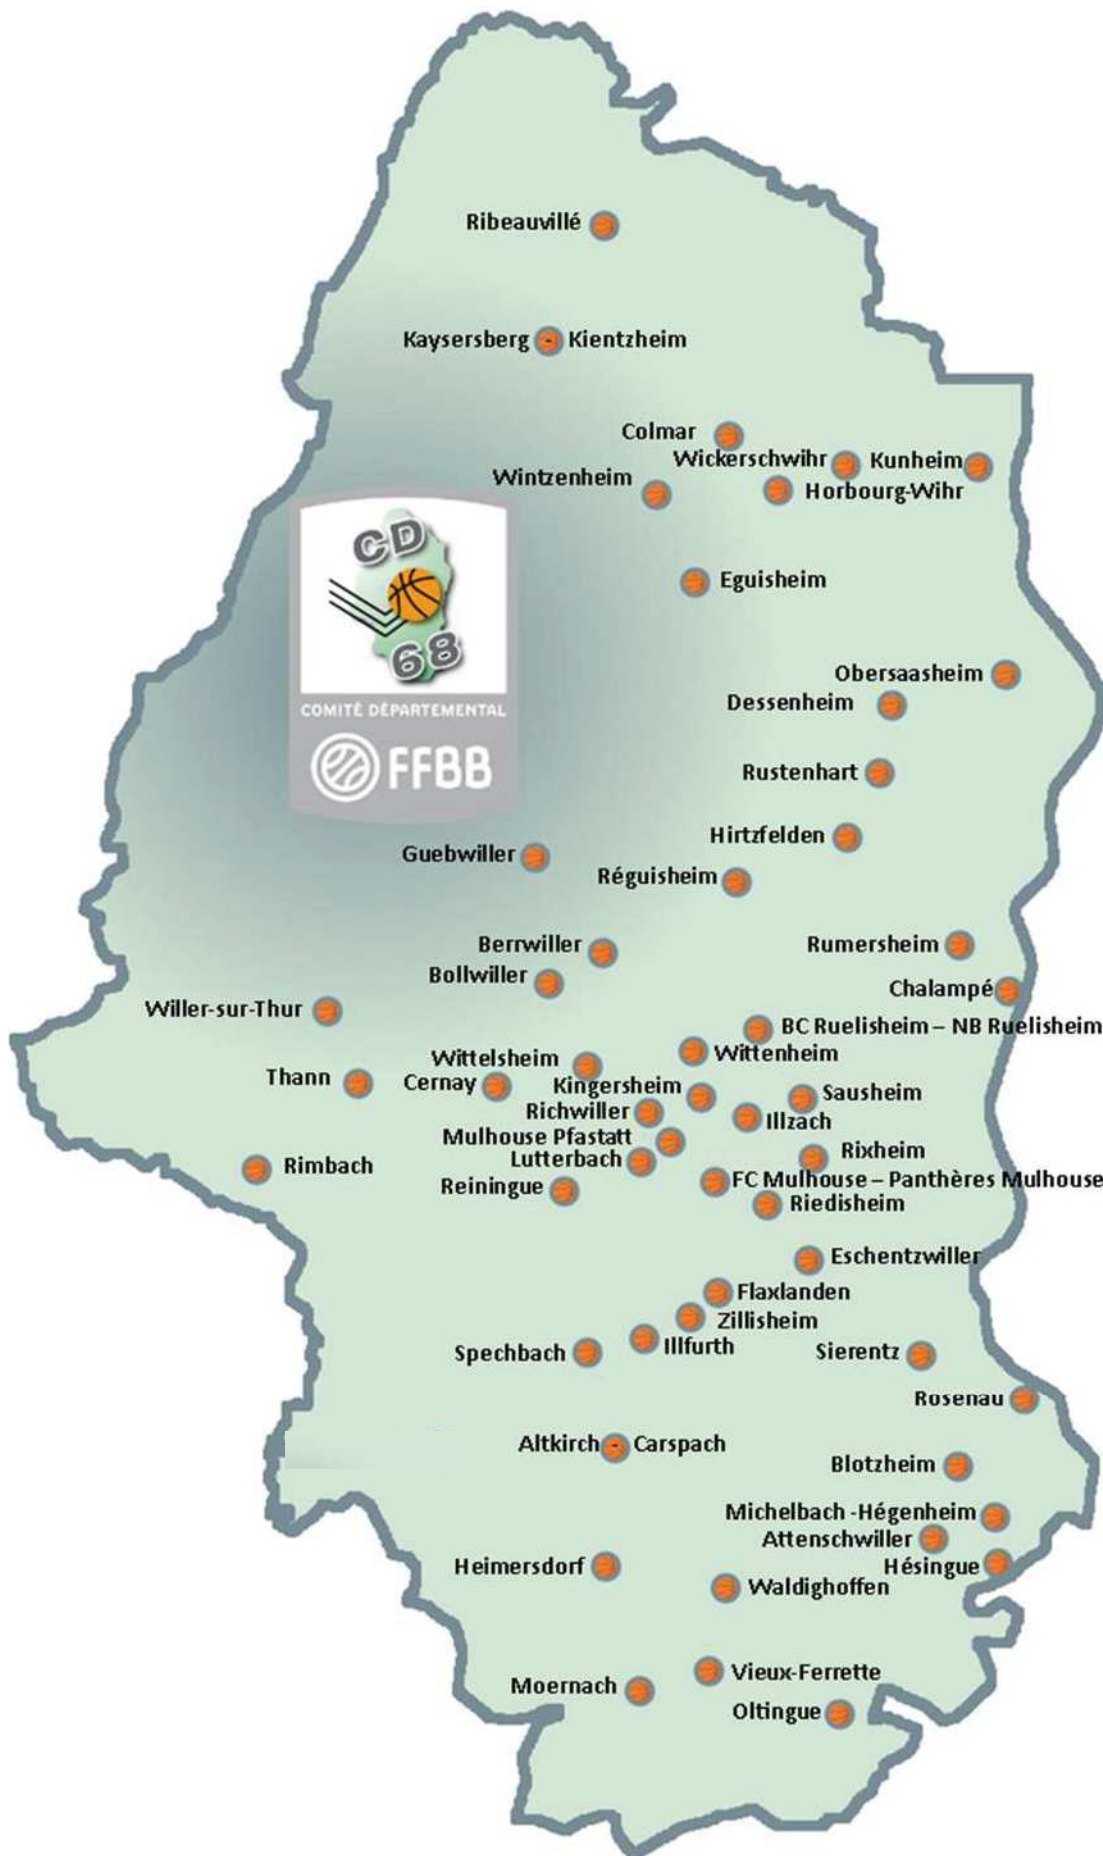 Ribeauvillé
Kaysersberg - Kientzheim
Colmar
Wickerschwihr
Kunheim
Wintzenheim
Horbourg-Wihr
CD
68
COMITÉ DÉPARTEMENTAL
FFBB
Eguisheim
Obersaasheim
Dessenheim
Rustenhart
Hirtzfelden
Guebwiller
Réguisheim
Berrwiller
Rumersheim
Bollwiller
Chalampé
Willer-sur-Thur
BC Ruelisheim – NB Ruelisheim
Wittelsheim
Wittenheim
Thann
Cernay
Kingersheim
Sausheim
Richwiller
Illzach
Mulhouse Pfastatt
Lutterbach
Rixheim
Rimbach
Reiningue
FC Mulhouse – Panthères Mulhouse
Riedisheim
Eschentzwiller
Flaxlanden
Zillisheim
Illfurth
Spechbach
Sierentz
Rosenau
Altkirch - Carspach
Blotzheim
Michelbach -Hégenheim
Attenschwiller
Heimersdorf
Hésingue
Waldighoffen
Vieux-Ferrette
Moernach
Oltingue